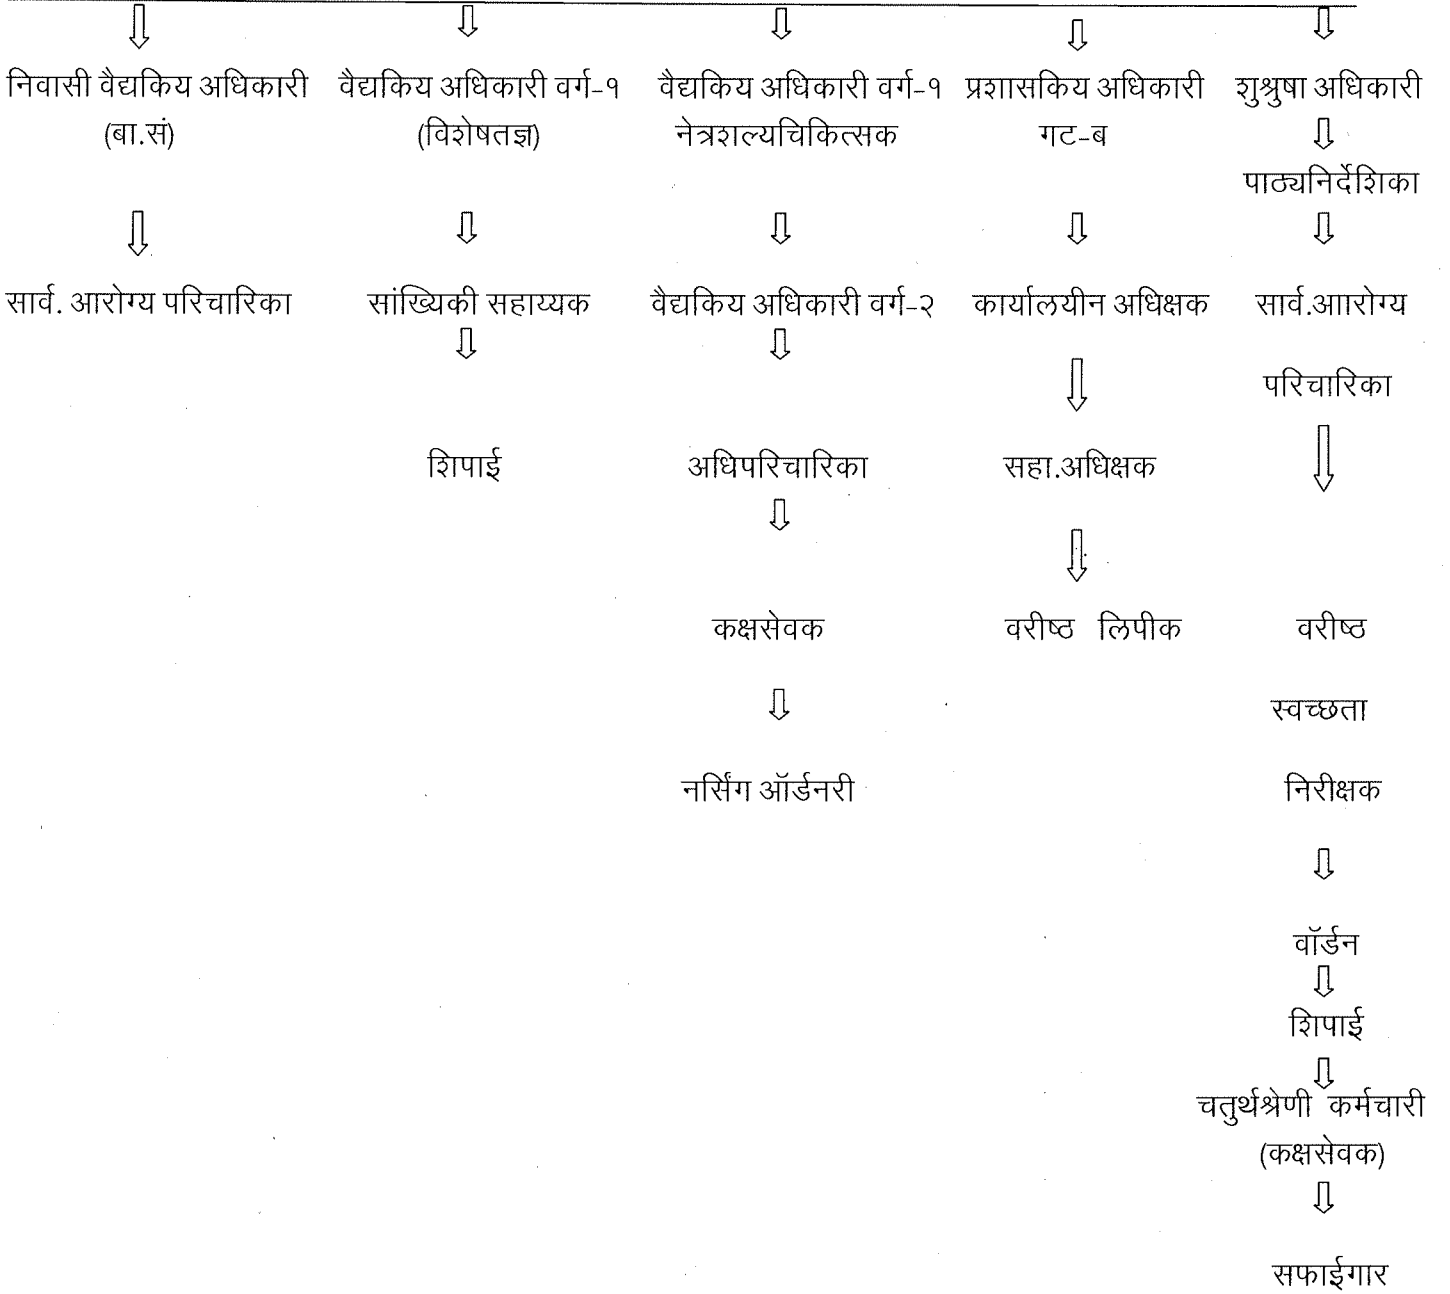 निवासी वैद्यकिय अधिकारी वैद्यकिय अधिकारी वर्ग-१ वैद्यकिय अधिकारी वर्ग-१ प्रशासकिय अधिकारी शुश्रुषा अधिकारी
(बा.सं) (विशेषतज्ञ) नेत्रशल्यचिकित्सक गट-ब
पाठ्यनिर्देशिका
सार्व. आरोग्य परिचारिका सांख्यिकी सहाय्यक वैद्यकिय अधिकारी वर्ग-२ कार्यालयीन अधिक्षक सार्व.आारोग्य
परिचारिका
शिपाई अधिपरिचारिका सहा.अधिक्षक
कक्षसेवक वरीष्ठ लिपीक वरीष्ठ
स्वच्छता
नर्सिंग ऑर्डनरी निरीक्षक
वॉर्डन
शिपाई
चतुर्थश्रेणी कर्मचारी
(कक्षसेवक)
सफाईगार